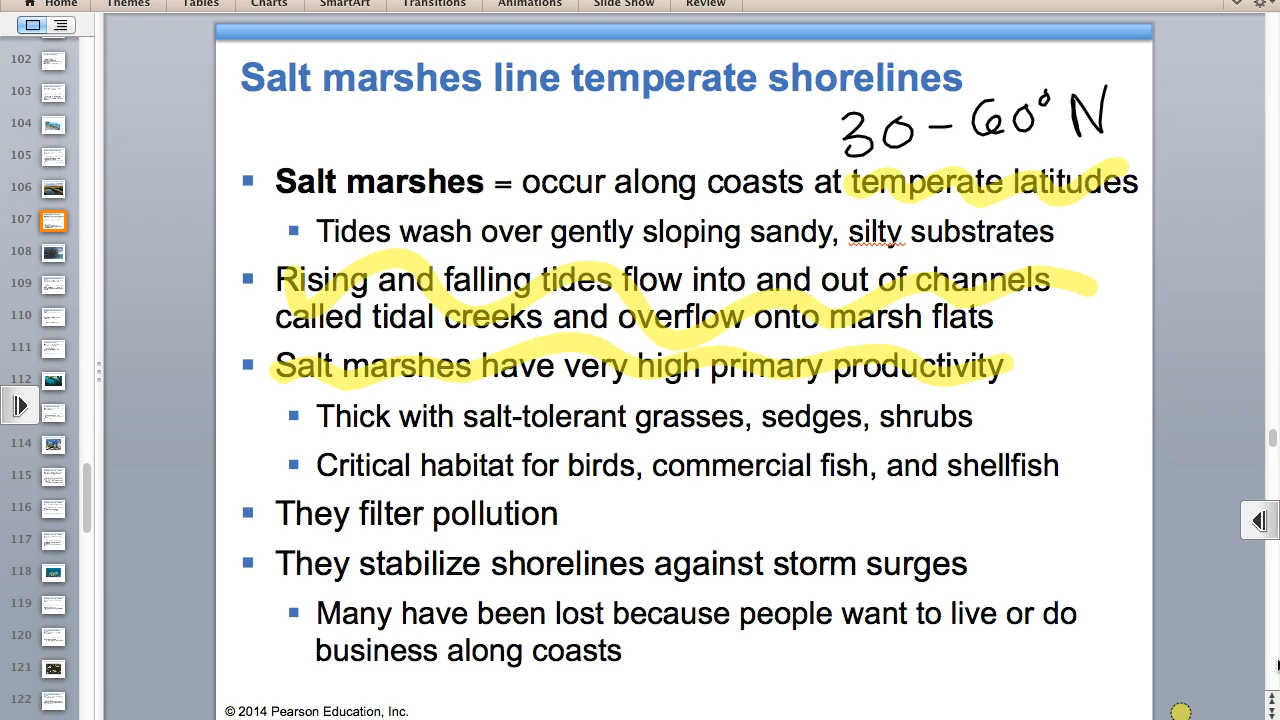 Home Themes Tables Charts SmartArt Transitions Animations Slide Show Review
102
103
104
105
106
107
108
109
110
111
112
114
115
116
117
118
119
120
121
122
Salt marshes line temperate shorelines
30-60° N
Salt marshes = occur along coasts at temperate latitudes
Tides wash over gently sloping sandy, silty substrates
Rising and falling tides flow into and out of channels
called tidal creeks and overflow onto marsh flats
Salt marshes have very high primary productivity
Thick with salt-tolerant grasses, sedges, shrubs
Critical habitat for birds, commercial fish, and shellfish
They filter pollution
They stabilize shorelines against storm surges
Many have been lost because people want to live or do
business along coasts
© 2014 Pearson Education, Inc.